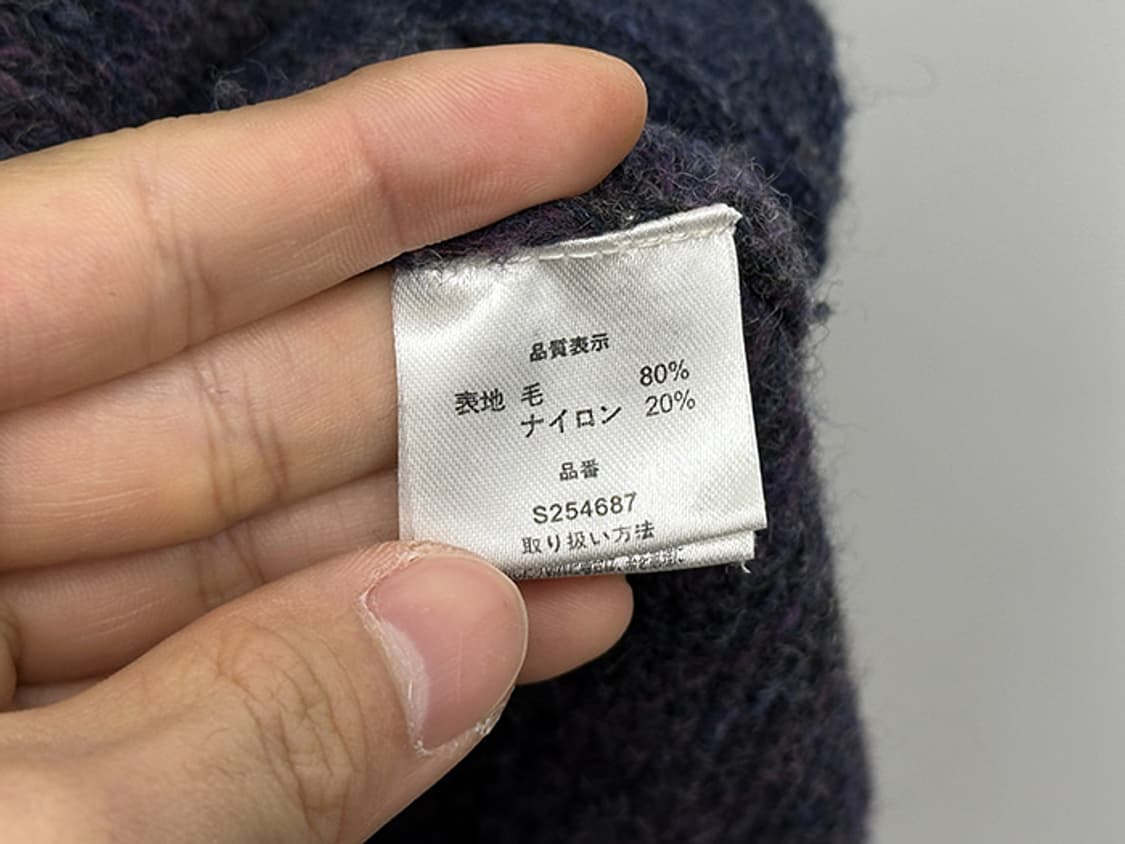 品質表示
表地 毛 80%
ナイロン 20%
品番
S254687
取り扱い方法